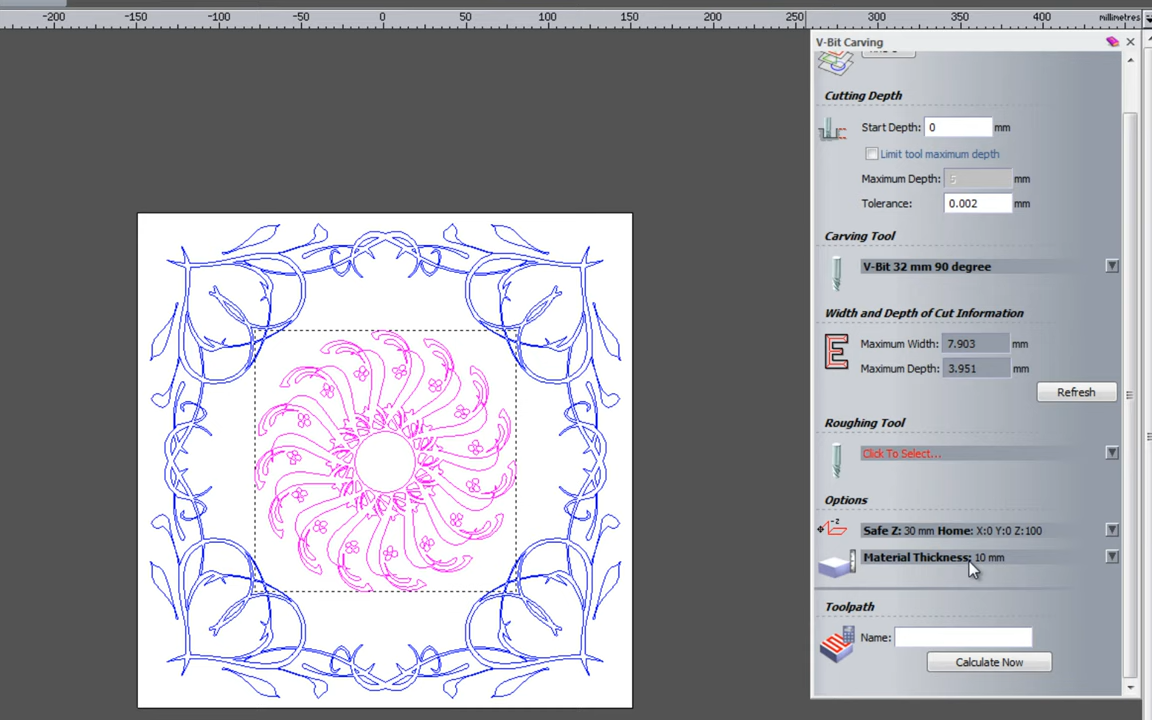 -200 -150 -100 -50 0 50 100 150 200 250 300 350 400 millimetres
V-Bit Carving
Cutting Depth
Start Depth: 0 mm
Limit tool maximum depth
Maximum Depth: 5 mm
Tolerance: 0.002 mm
Carving Tool
V-Bit 32 mm 90 degree
Width and Depth of Cut Information
Maximum Width: 7.903 mm
Maximum Depth: 3.951 mm
Refresh
Roughing Tool
Click To Select...
Options
Safe Z: 30 mm Home: X:0 Y:0 Z:100
Material Thickness: 10 mm
Toolpath
Name:
Calculate Now